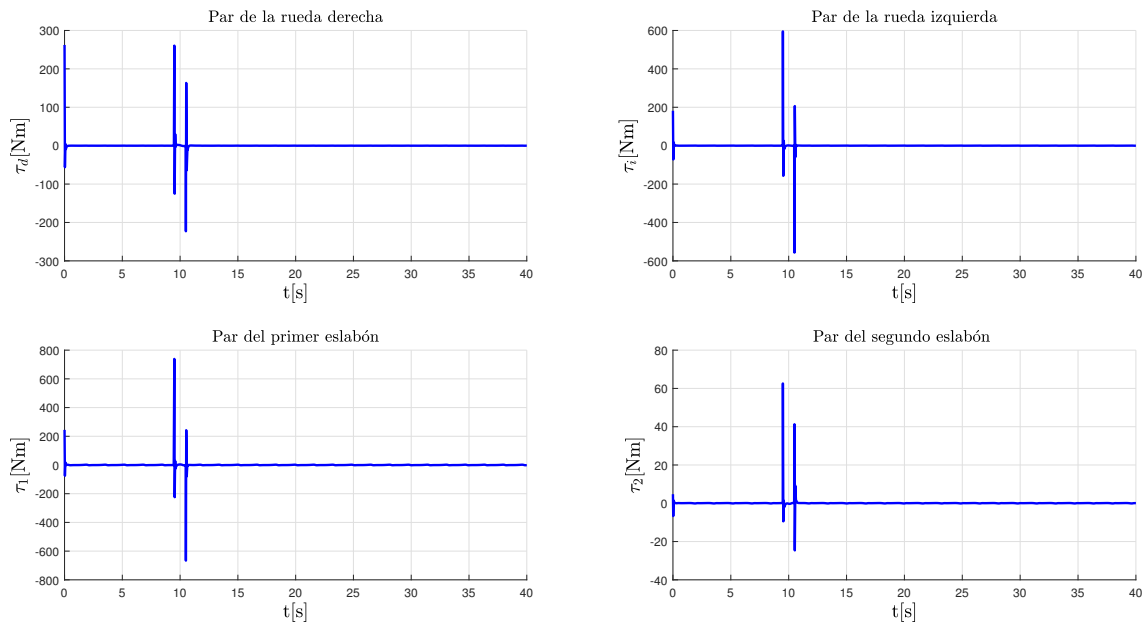 Par de la rueda derecha
300
200
100
0
-100
-200
-300
τd[Nm]
0 5 10 15 20 25 30 35 40
t[s]
Par de la rueda izquierda
600
400
200
0
-200
-400
-600
τi[Nm]
0 5 10 15 20 25 30 35 40
t[s]
Par del primer eslabón
800
600
400
200
0
-200
-400
-600
-800
τ1[Nm]
0 5 10 15 20 25 30 35 40
t[s]
Par del segundo eslabón
80
60
40
20
0
-20
-40
τ2[Nm]
0 5 10 15 20 25 30 35 40
t[s]